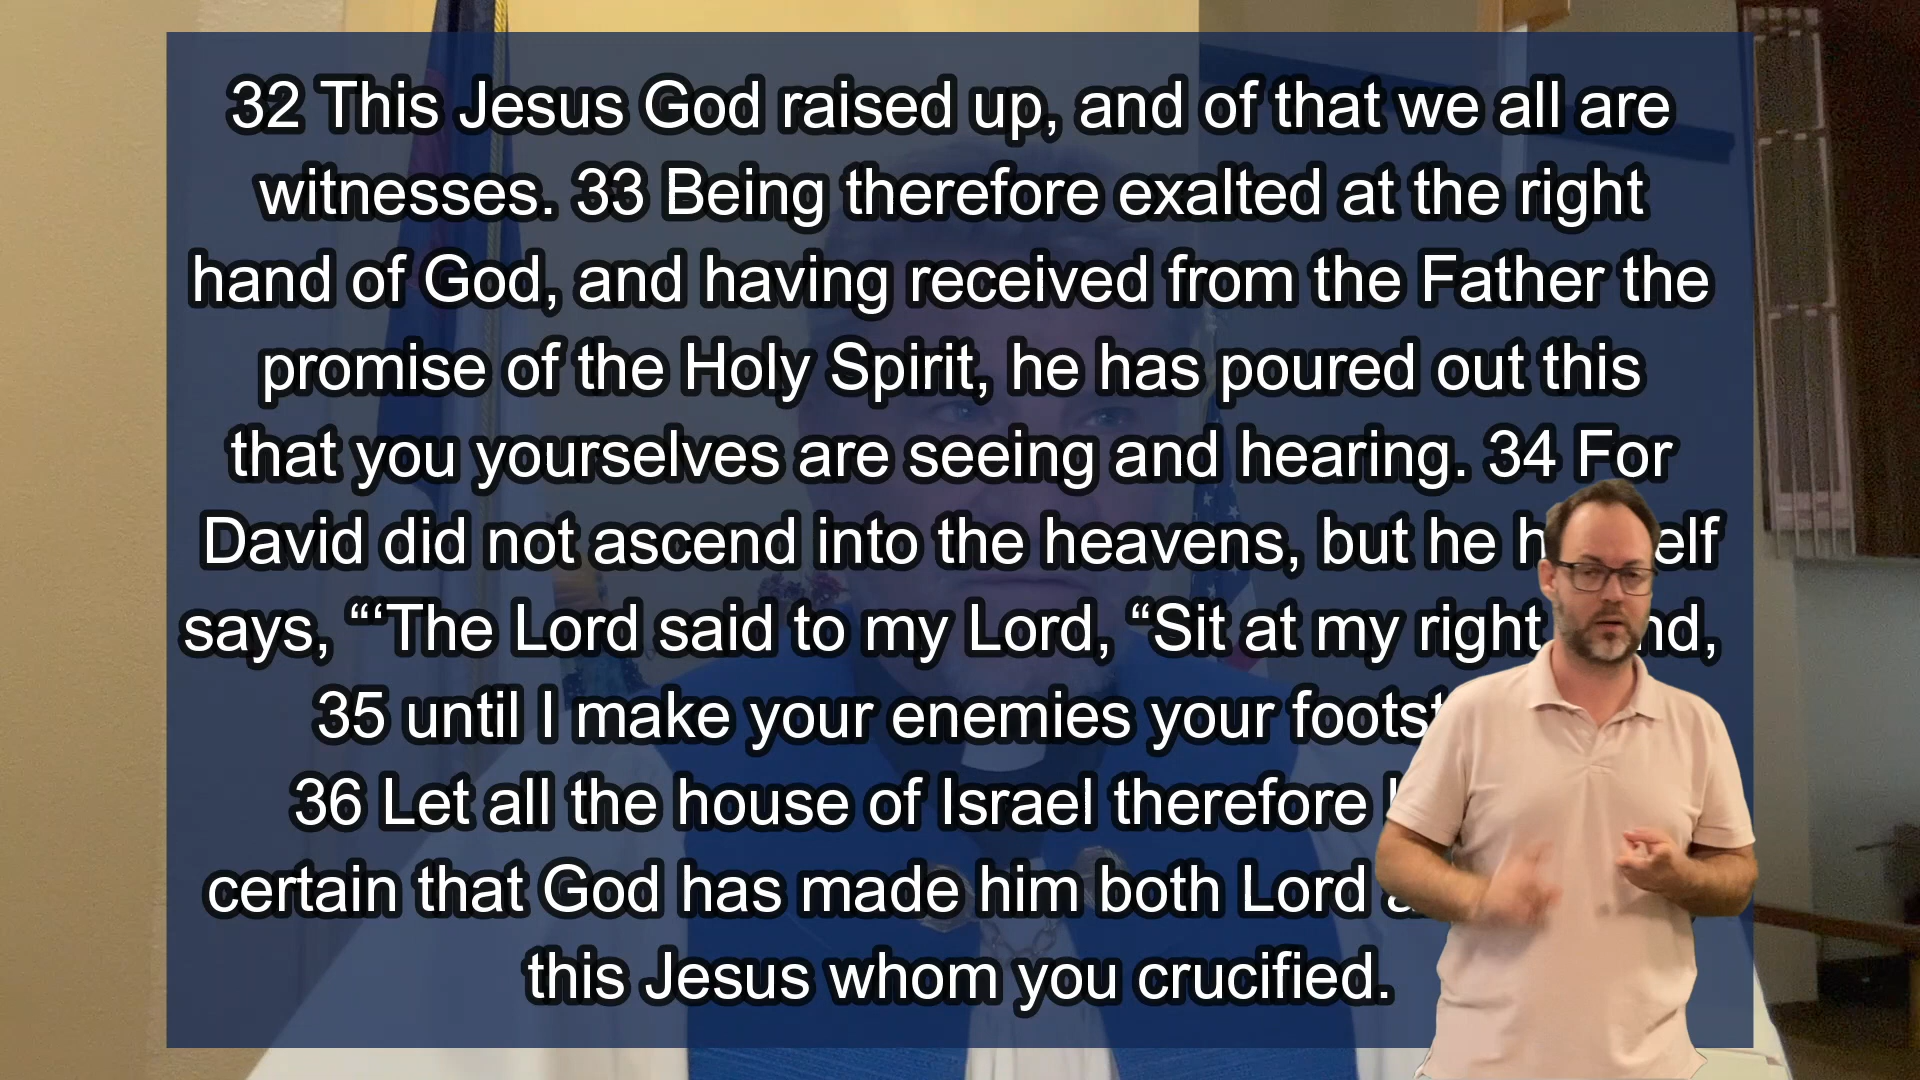 32 This Jesus God raised up, and of that we all are
witnesses. 33 Being therefore exalted at the right
hand of God, and having received from the Father the
promise of the Holy Spirit, he has poured out this
that you yourselves are seeing and hearing. 34 For
David did not ascend into the heavens, but he
says, “‘The Lord said to my Lord, “Sit at my right
35 until I make your enemies your
36 Let all the house of Israel therefore
certain that God has made him both Lord
this Jesus whom you crucified.